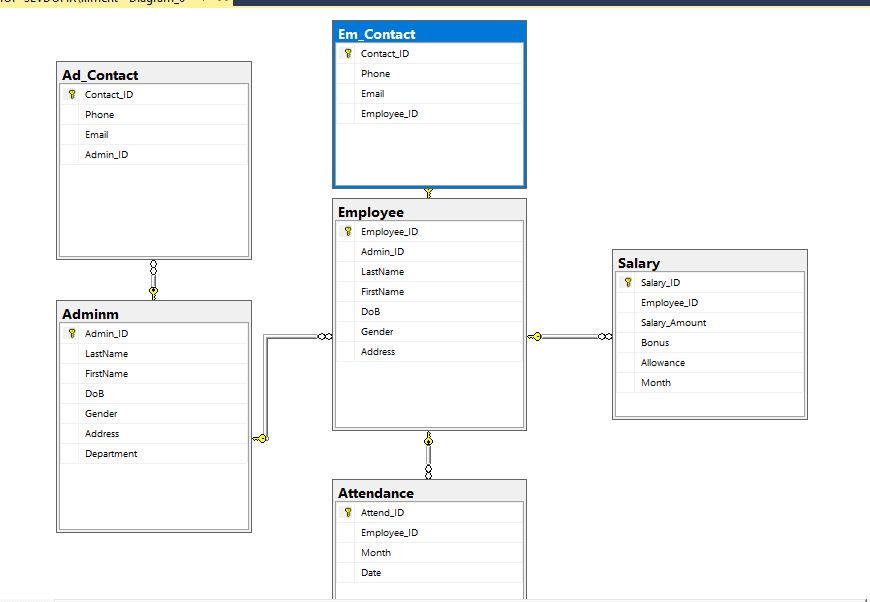 Em_Contact
Contact_ID
Phone
Email
Employee_ID
Ad_Contact
Contact_ID
Phone
Email
Admin_ID
Employee
Employee_ID
Admin_ID
LastName
FirstName
DoB
Gender
Address
Salary
Salary_ID
Employee_ID
Salary_Amount
Bonus
Allowance
Month
Adminm
Admin_ID
LastName
FirstName
DoB
Gender
Address
Department
Attendance
Attend_ID
Employee_ID
Month
Date